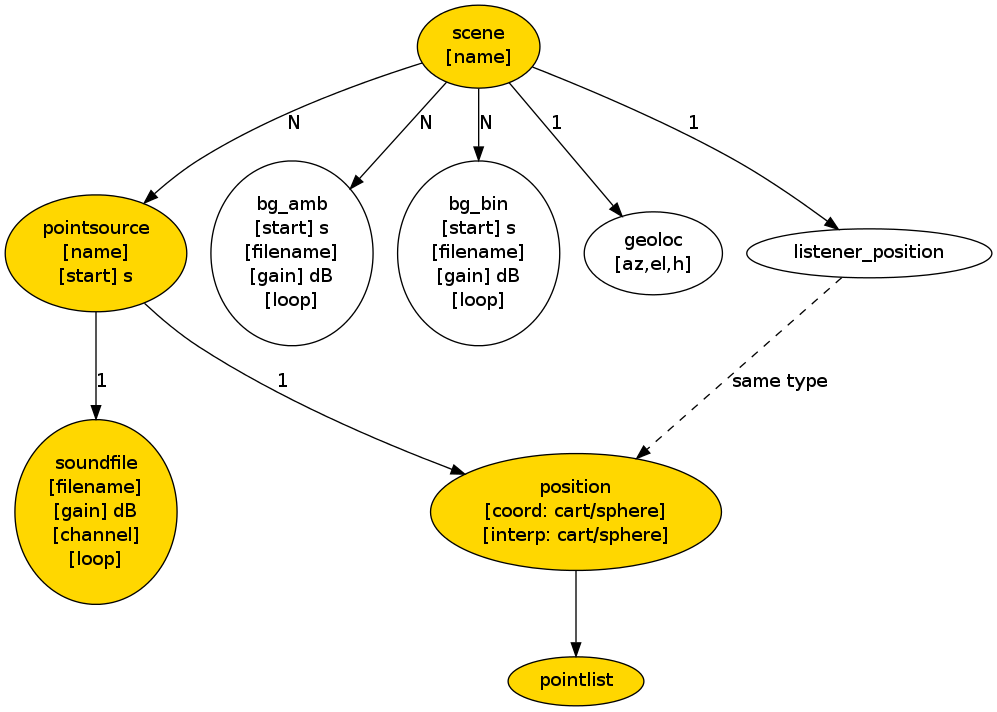 scene
[name]
N
N
N
1
1
pointsource
[name]
[start] s
bg_amb
[start] s
[filename]
[gain] dB
[loop]
bg_bin
[start] s
[filename]
[gain] dB
[loop]
geoloc
[az,el,h]
listener_position
1
1
same type
soundfile
[filename]
[gain] dB
[channel]
[loop]
position
[coord: cart/sphere]
[interp: cart/sphere]
pointlist